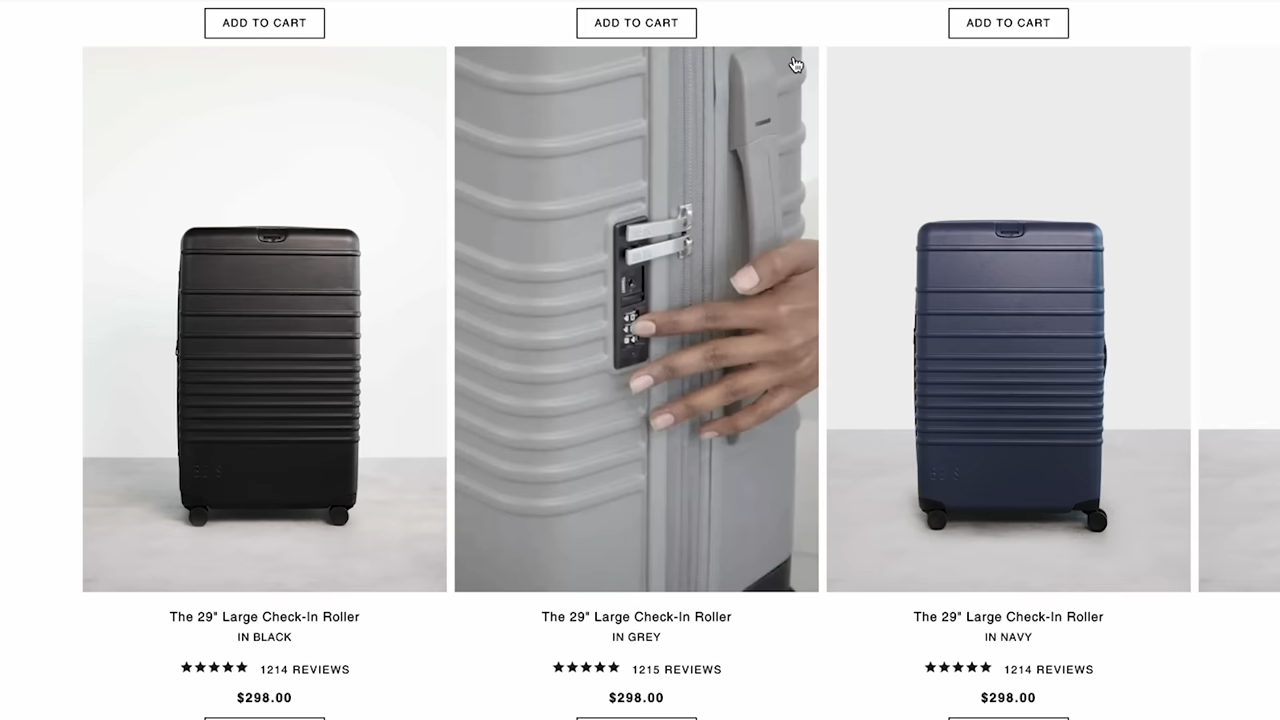 ADD TO CART
ADD TO CART
ADD TO CART
The 29" Large Check-In Roller
IN BLACK
1214 REVIEWS
$298.00
The 29" Large Check-In Roller
IN GREY
1215 REVIEWS
$298.00
The 29" Large Check-In Roller
IN NAVY
1214 REVIEWS
$298.00